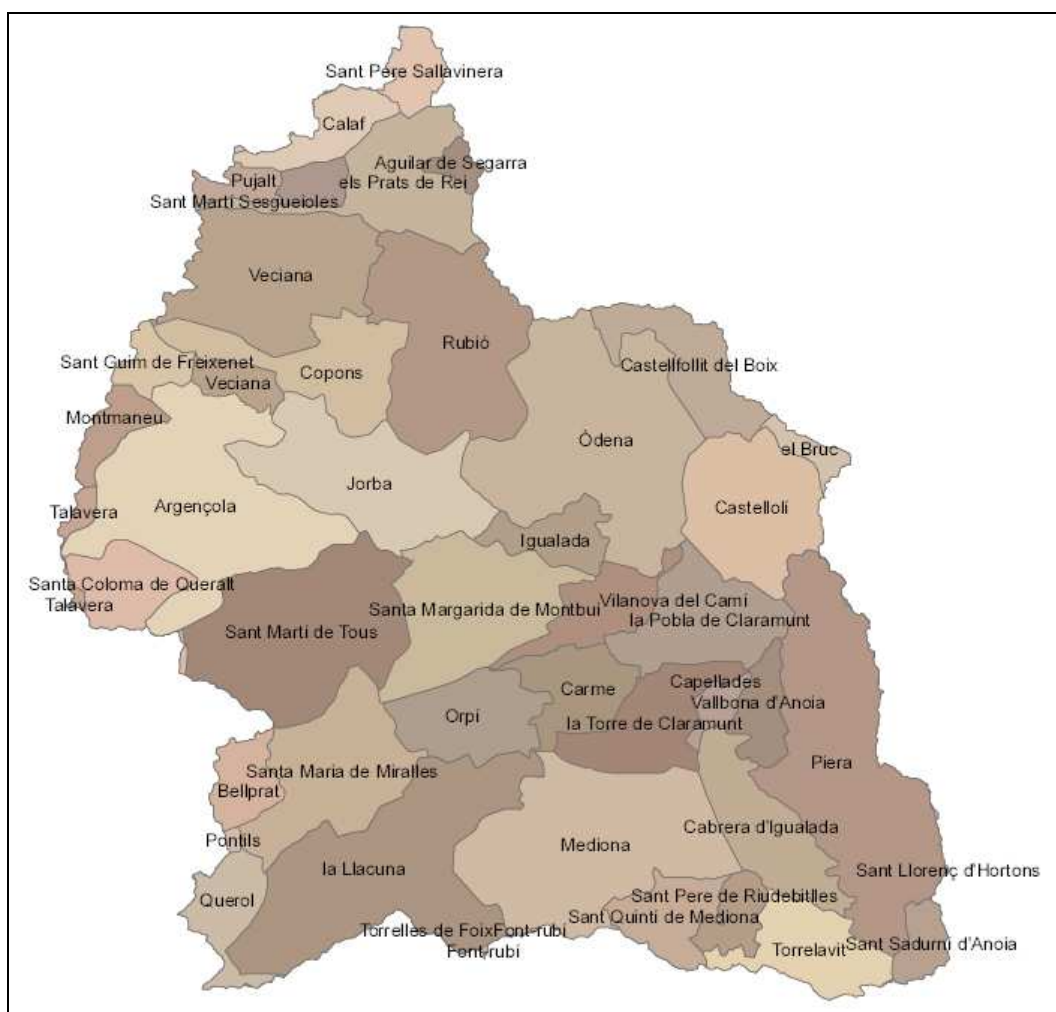 Sant Pere Sallavinera
Calaf
Aguilar de Segarra
Pujalt
els Prats de Rei
Sant Martí Sesgueioles
Veciana
Rubió
Sant Guim de Freixenet
Castellfollit del Boix
Copons
Veciana
Montmaneu
Òdena
el Bruc
Jorba
Argençola
Castellolí
Talavera
Igualada
Santa Coloma de Queralt
Vilanova del Camí
Talavera
Santa Margarida de Montbui
la Pobla de Claramunt
Sant Martí de Tous
Capellades
Carme
Vallbona d'Anoia
Orpí
la Torre de Claramunt
Piera
Santa Maria de Miralles
Bellprat
Cabrera d'Igualada
Pontils
Mediona
la Llacuna
Sant Llorenç d'Hortons
Querol
Sant Pere de Riudebitlles
Sant Quintí de Mediona
Torrelles de Foix
Font-rubí
Font-rubí
Torrelavit
Sant Sadurní d'Anoia